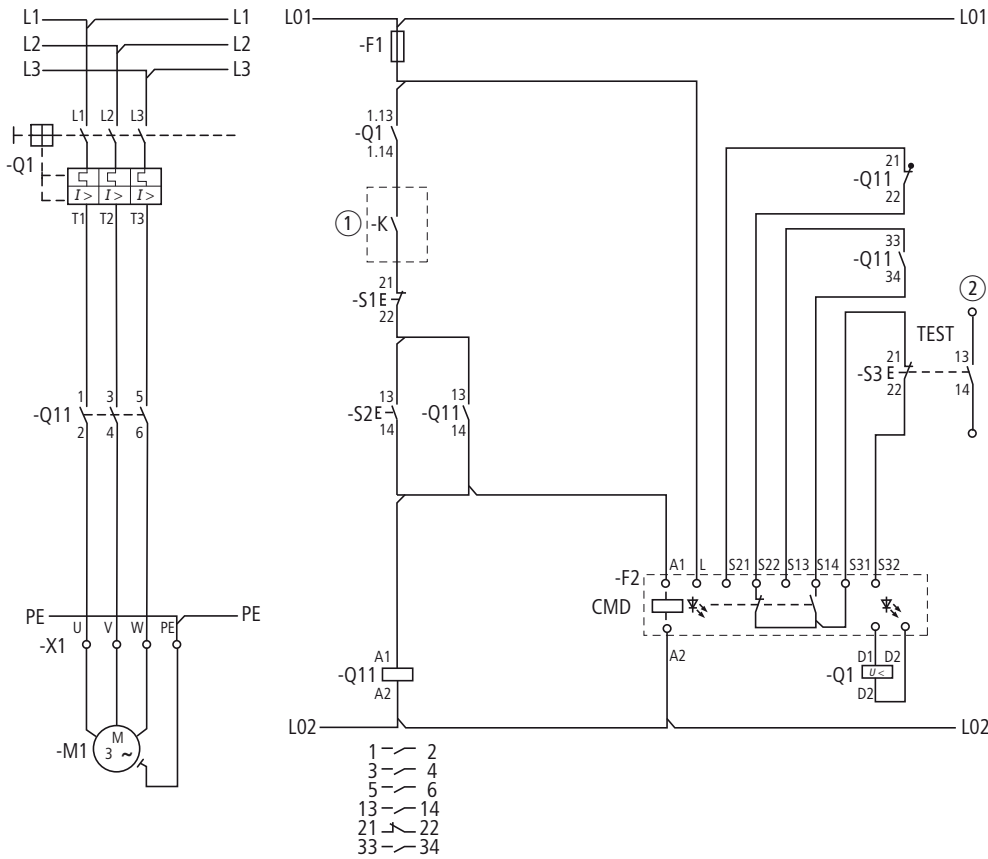 L1 L1
L2 L2
L3 L3
L1 L2 L3
-Q1
I > I > I >
T1 T2 T3
1 3 5
-Q11
2 4 6
PE PE
U V W PE
-X1
M
3 ~
-M1
L01 L01
-F1
1.13
-Q1
1.14
1 -K
21
-S1 E
22
13 13
-S2 E -Q11
14 14
21
-Q11
22
33
-Q11
34
2
TEST
21 13
-S3 E
22 14
A1 L S21 S22 S13 S14 S31 S32
-F2
CMD
A2
D1 D2
-Q1 U <
D2
A1
-Q11
A2
L02 L02
1 2
3 4
5 6
13 14
21 22
33 34